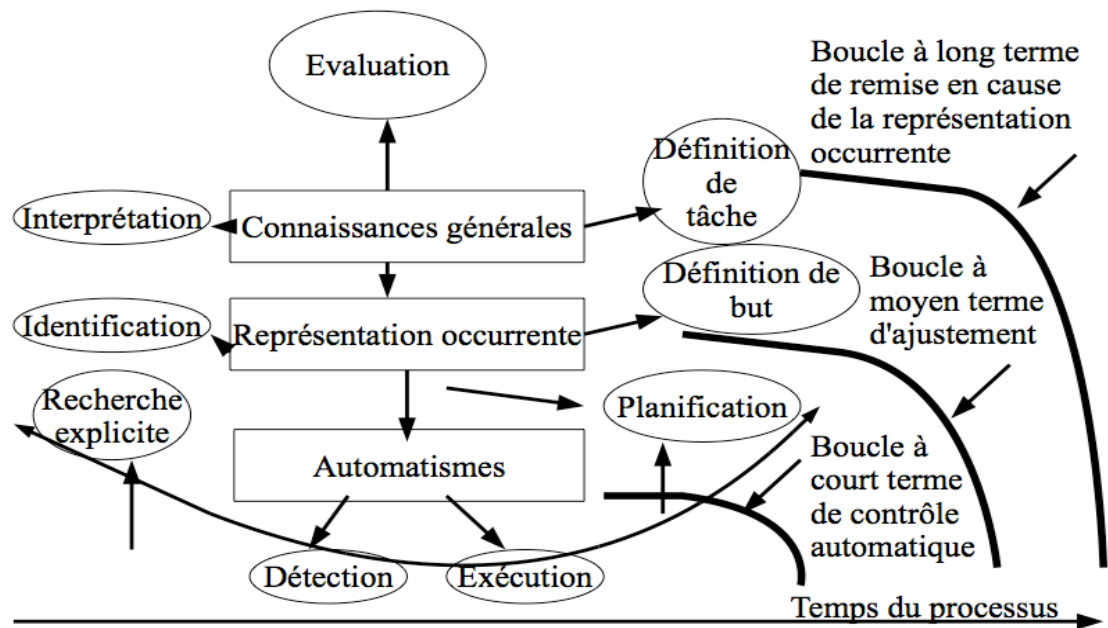 Evaluation
Boucle à long terme
de remise en cause
de la représentation
occurrente
Définition
de
tâche
Interprétation
Connaissances générales
Définition de
but
Boucle à
moyen terme
d'ajustement
Identification
Représentation occurrente
Recherche
explicite
Planification
Automatismes
Boucle à
court terme
de contrôle
automatique
Détection
Exécution
Temps du processus